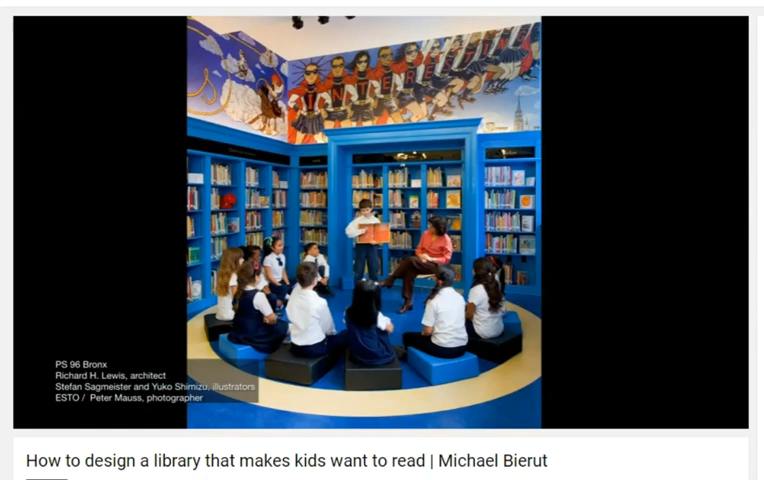 PS 96 Bronx
Richard H. Lewis, architect
Stefan Sagmeister and Yuko Shimizu, illustrators
ESTO / Peter Mauss, photographer
How to design a library that makes kids want to read | Michael Bierut